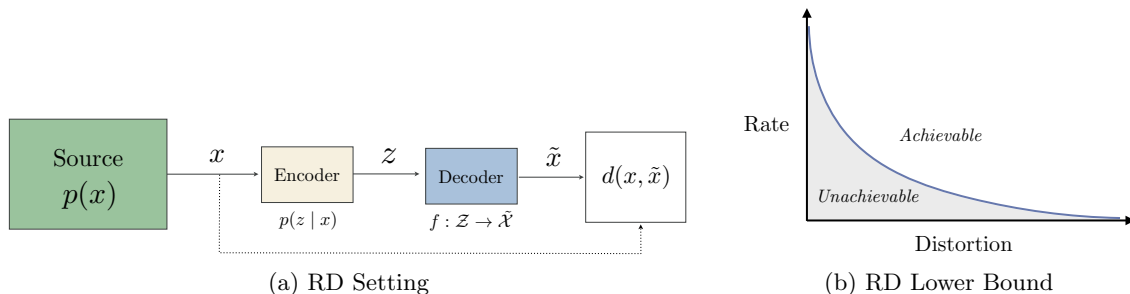 Source
p(x)
x
Encoder
p(z | x)
z
Decoder
f : 𝒵 → 𝒳̃
x̃
d(x, x̃)
(a) RD Setting
Rate
Achievable
Unachievable
Distortion
(b) RD Lower Bound